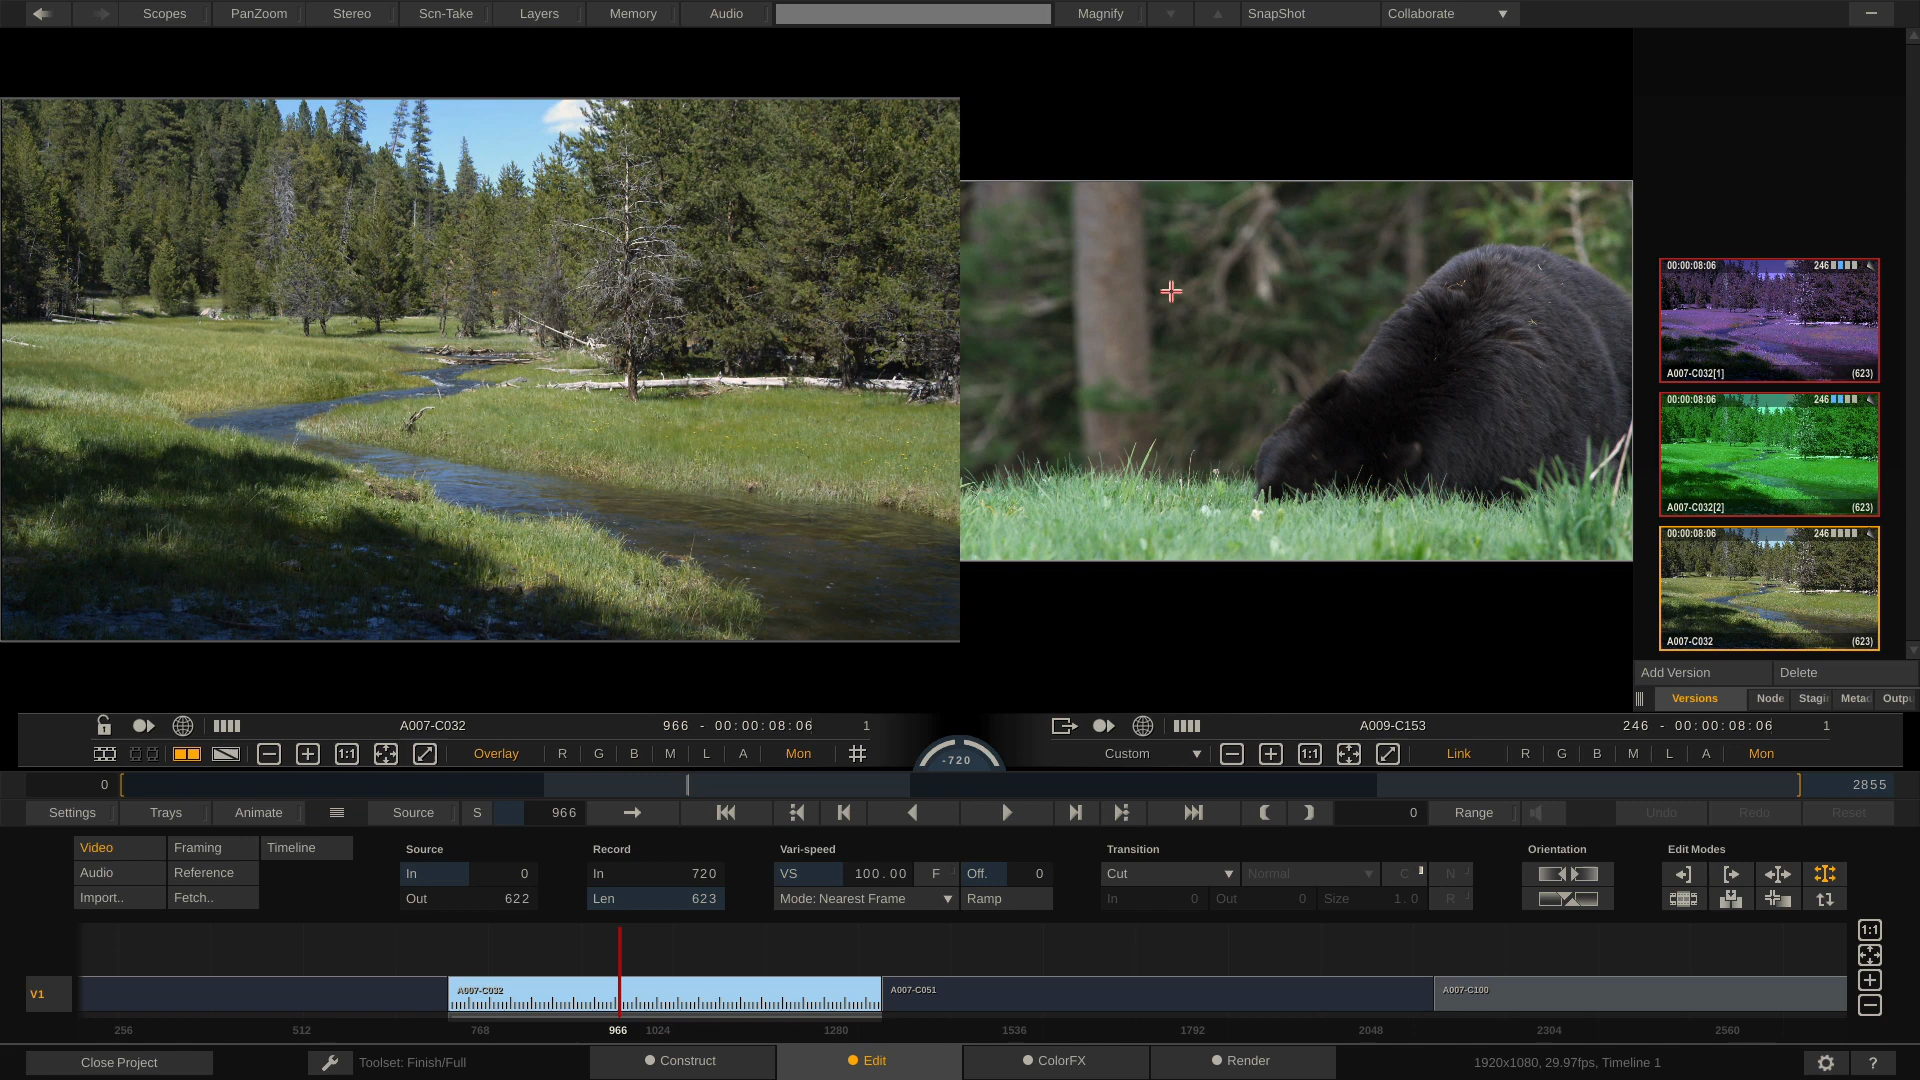 Scopes PanZoom Stereo Scn-Take Layers Memory Audio Magnify SnapShot Collaborate
00:00:08:06 246
A007-C032[1] (623)
00:00:08:06 246
A007-C032[2] (623)
00:00:08:06 246
A007-C032 (623)
Add Version Delete
Versions Node Stagi Meta Outpu
A007-C032 966 - 00:00:08:06 1 A009-C153 246 - 00:00:08:06 1
1:1 Overlay R G B M L A Mon -720 Custom 1:1 Link R G B M L A Mon
0 2855
Settings Trays Animate Source S 966 0 Range Undo Redo Reset
Video Framing Timeline Source Record Vari-speed Transition Orientation Edit Modes
Audio Reference In 0 In 720 VS 100.00 F Off. 0 Cut Normal C N
Import.. Fetch.. Out 622 Len 623 Mode: Nearest Frame Ramp In 0 Out 0 Size 1.0 R
1:1
V1 A007-C032 A007-C051 A007-C100
256 512 768 966 1024 1280 1536 1792 2048 2304 2560
Close Project Toolset: Finish/Full Construct Edit ColorFX Render 1920x1080, 29.97fps, Timeline 1 ?